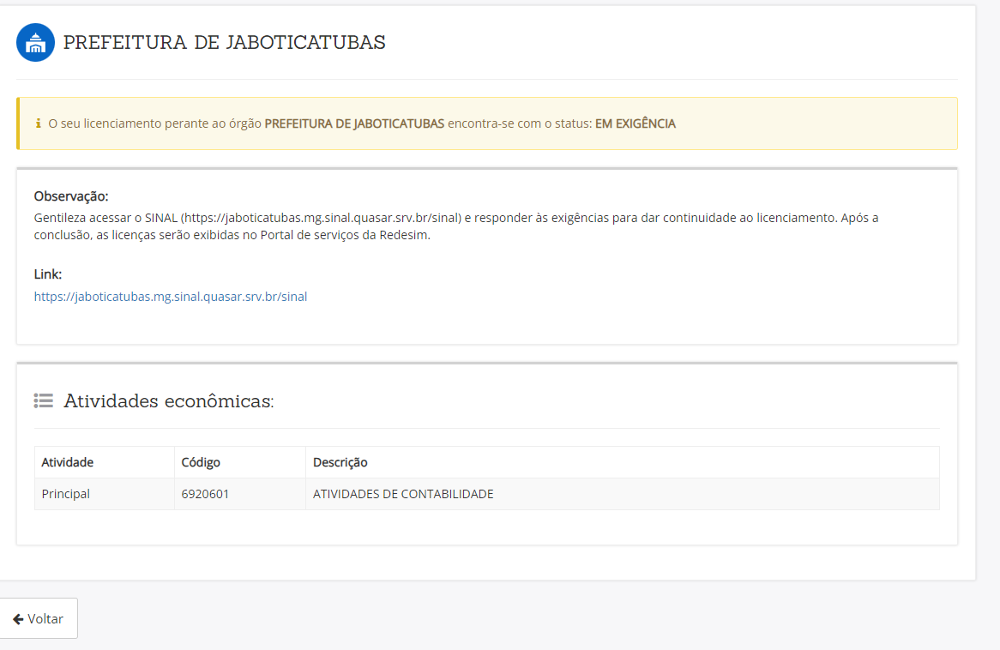 PREFEITURA DE JABOTICATUBAS
O seu licenciamento perante ao órgão PREFEITURA DE JABOTICATUBAS encontra-se com o status: EM EXIGÊNCIA
Observação:
Gentileza acessar o SINAL (https://jaboticatubas.mg.sinal.quasar.srv.br/sinal) e responder às exigências para dar continuidade ao licenciamento. Após a
conclusão, as licenças serão exibidas no Portal de serviços da Redesim.
Link:
https://jaboticatubas.mg.sinal.quasar.srv.br/sinal
Atividades econômicas:
Atividade Código Descrição
Principal 6920601 ATIVIDADES DE CONTABILIDADE
Voltar